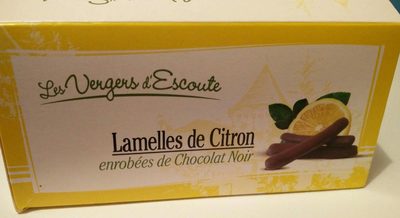 Les Vergers d'Escoute
Lamelles de Citron
enrobées de Chocolat Noir